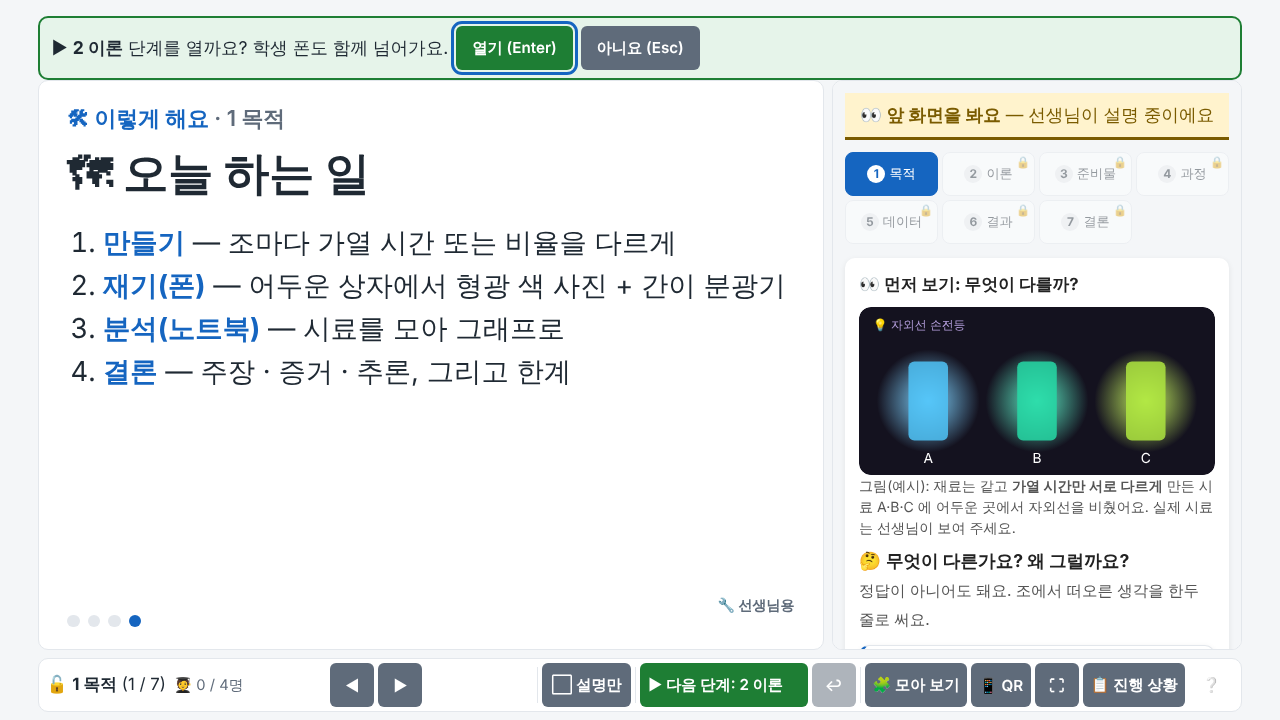 ▶ 2 이론 단계를 열까요? 학생 폰도 함께 넘어가요. 열기 (Enter) 아니요 (Esc)
🛠 이렇게 해요 · 1 목적
🗺 오늘 하는 일
1. 만들기 — 조마다 가열 시간 또는 비율을 다르게
2. 재기(폰) — 어두운 상자에서 형광 색 사진 + 간이 분광기
3. 분석(노트북) — 시료를 모아 그래프로
4. 결론 — 주장 · 증거 · 추론, 그리고 한계
🔧 선생님용
👀 앞 화면을 봐요 — 선생님이 설명 중이에요
1 목적 2 이론 3 준비물 4 과정
5 데이터 6 결과 7 결론
👀 먼저 보기: 무엇이 다를까?
💡 자외선 손전등
A B C
그림(예시): 재료는 같고 가열 시간만 서로 다르게 만든 시
료 A·B·C 에 어두운 곳에서 자외선을 비췄어요. 실제 시료
는 선생님이 보여 주세요.
🤔 무엇이 다른가요? 왜 그럴까요?
정답이 아니어도 돼요. 조에서 떠오른 생각을 한두
줄로 써요.
🔓 1 목적 (1 / 7) 🧑‍🎓 0 / 4명 ◀ ▶ 설명만 ▶ 다음 단계: 2 이론 ↩ 🧩 모아 보기 📱 QR ⛶ 📋 진행 상황 ❔